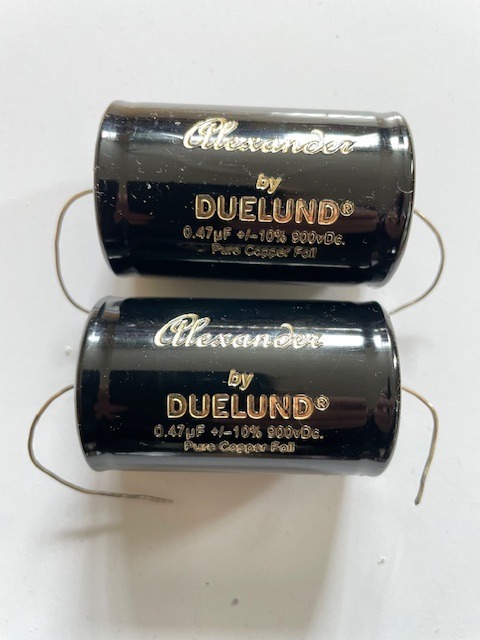 Alexander
by
DUELUND®
0.47µF +/-10% 900vDc.
Pure Copper Foil
Alexander
by
DUELUND®
0.47µF +/-10% 900vDc.
Pure Copper Foil